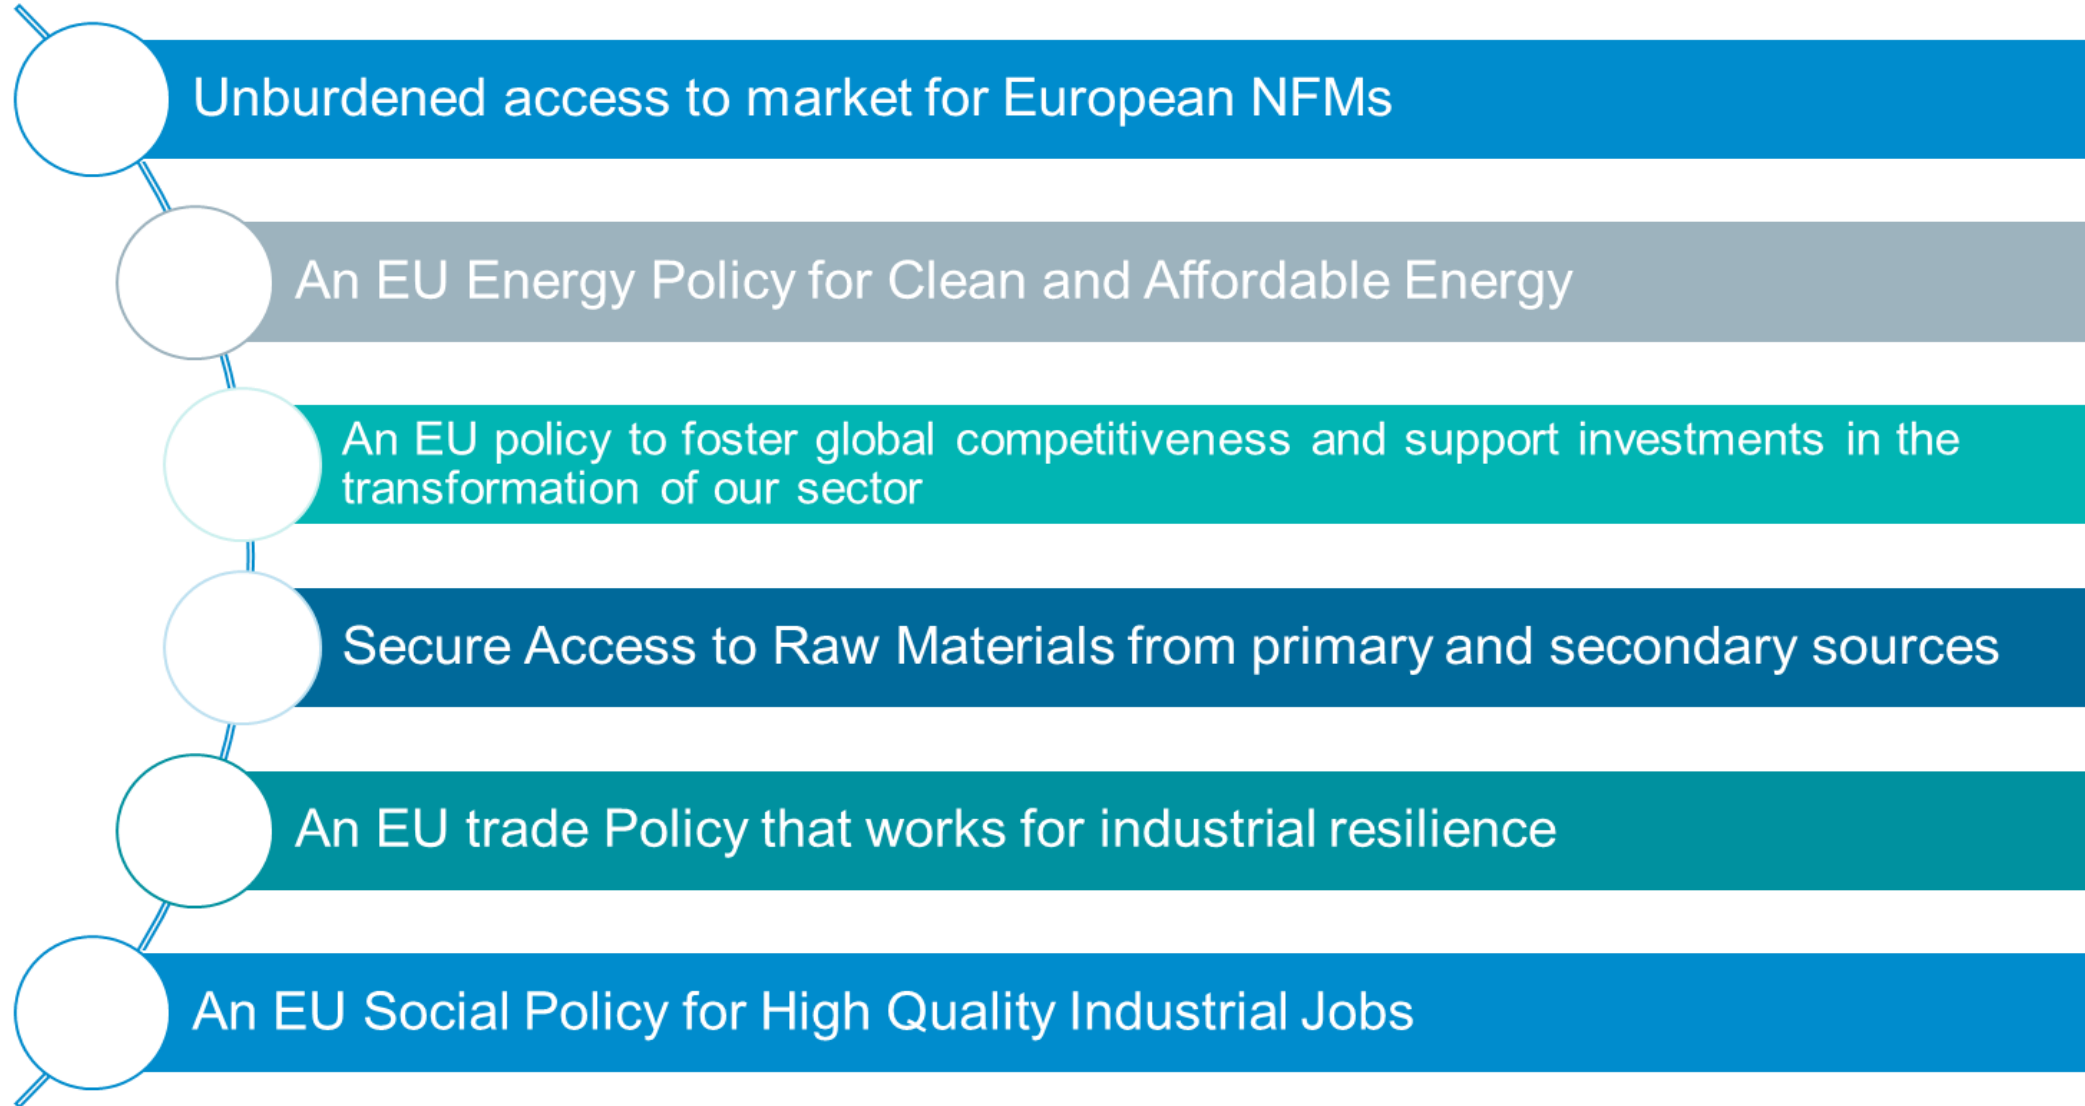 Unburdened access to market for European NFMs
An EU Energy Policy for Clean and Affordable Energy
An EU policy to foster global competitiveness and support investments in the
transformation of our sector
Secure Access to Raw Materials from primary and secondary sources
An EU trade Policy that works for industrial resilience
An EU Social Policy for High Quality Industrial Jobs